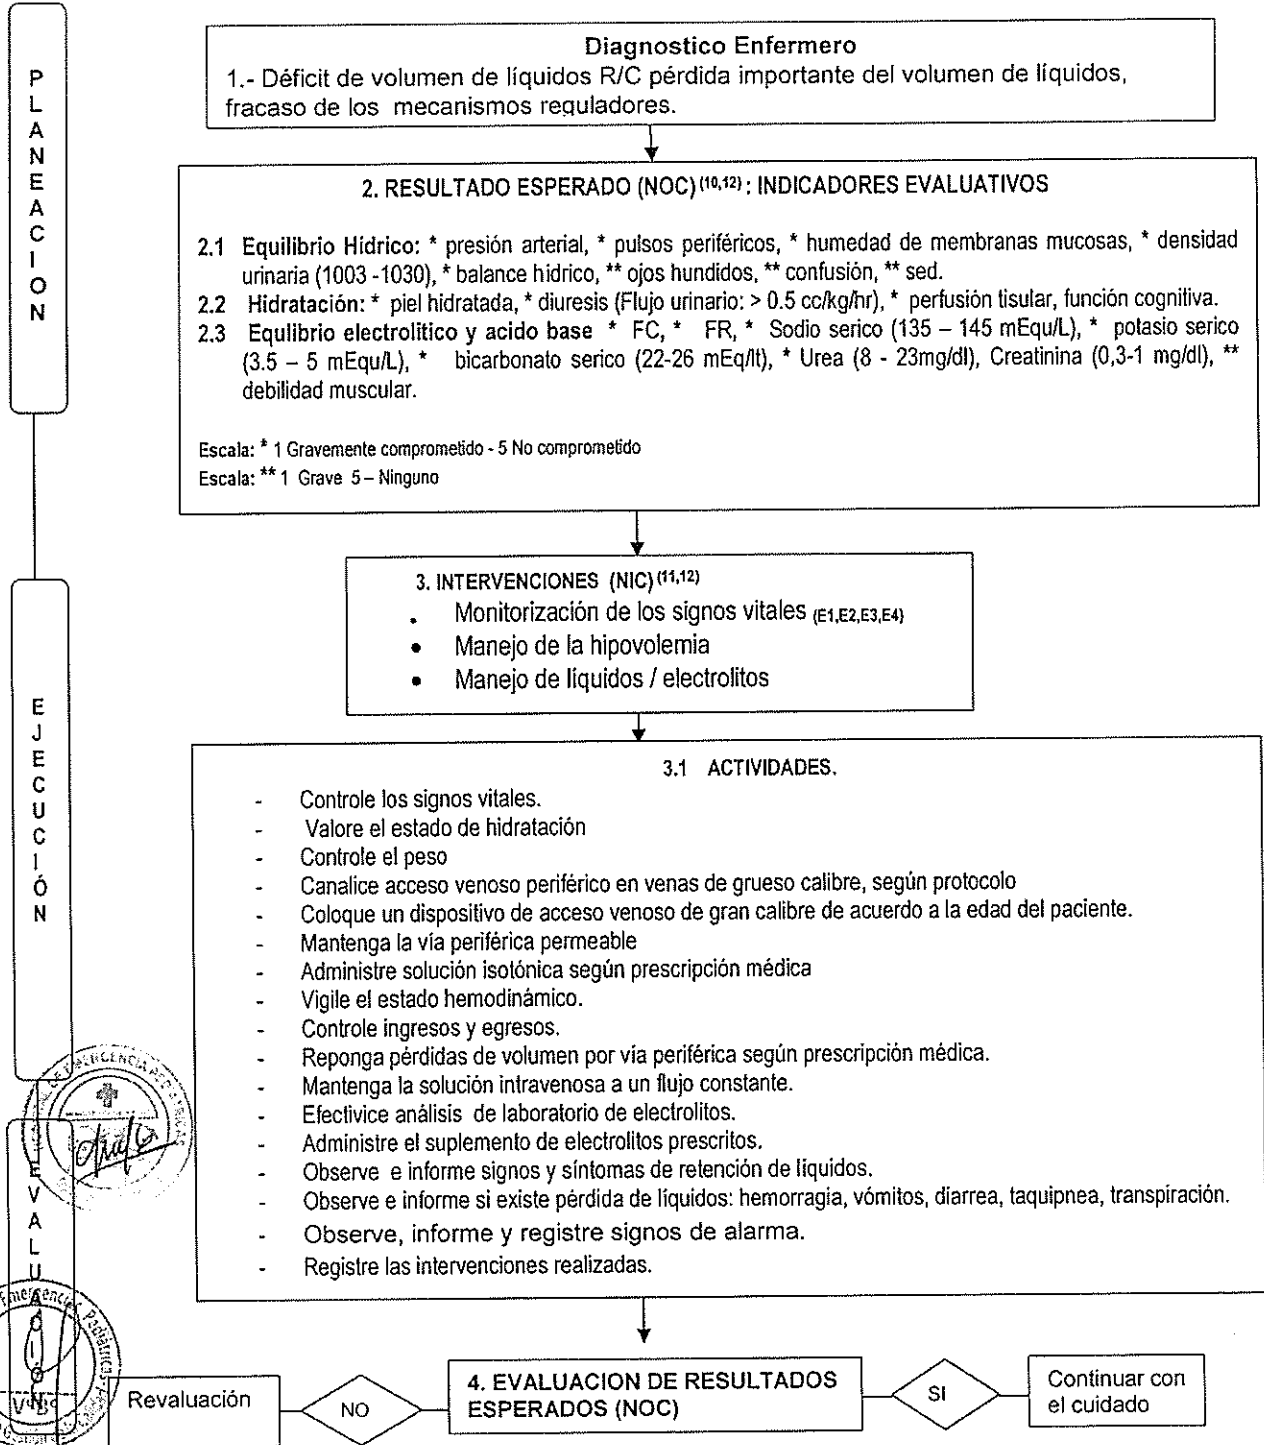 PLANEACION
Diagnostico Enfermero
1.- Déficit de volumen de líquidos R/C pérdida importante del volumen de líquidos,
fracaso de los mecanismos reguladores.
2. RESULTADO ESPERADO (NOC) (10,12) : INDICADORES EVALUATIVOS
2.1 Equilibrio Hídrico: * presión arterial, * pulsos periféricos, * humedad de membranas mucosas, * densidad
urinaria (1003 -1030), * balance hidrico, ** ojos hundidos, ** confusión, ** sed.
2.2 Hidratación: * piel hidratada, * diuresis (Flujo urinario: > 0.5 cc/kg/hr), * perfusión tisular, función cognitiva.
2.3 Equlibrio electrolitico y acido base * FC, * FR, * Sodio serico (135 – 145 mEqu/L), * potasio serico
(3.5 – 5 mEqu/L), * bicarbonato serico (22-26 mEq/lt), * Urea (8 - 23mg/dl), Creatinina (0,3-1 mg/dl), **
debilidad muscular.
Escala: * 1 Gravemente comprometido - 5 No comprometido
Escala: ** 1 Grave 5 – Ninguno
EJECUCIÓN
3. INTERVENCIONES (NIC) (11,12)
• Monitorización de los signos vitales (E1,E2,E3,E4)
• Manejo de la hipovolemia
• Manejo de líquidos / electrolitos
3.1 ACTIVIDADES.
- Controle los signos vitales.
- Valore el estado de hidratación
- Controle el peso
- Canalice acceso venoso periférico en venas de grueso calibre, según protocolo
- Coloque un dispositivo de acceso venoso de gran calibre de acuerdo a la edad del paciente.
- Mantenga la vía periférica permeable
- Administre solución isotónica según prescripción médica
- Vigile el estado hemodinámico.
- Controle ingresos y egresos.
- Reponga pérdidas de volumen por vía periférica según prescripción médica.
- Mantenga la solución intravenosa a un flujo constante.
- Efectivice análisis de laboratorio de electrolitos.
- Administre el suplemento de electrolitos prescritos.
- Observe e informe signos y síntomas de retención de líquidos.
- Observe e informe si existe pérdida de líquidos: hemorragia, vómitos, diarrea, taquipnea, transpiración.
- Observe, informe y registre signos de alarma.
- Registre las intervenciones realizadas.
EVALUACIÓN
V°B°
Revaluación
NO
4. EVALUACION DE RESULTADOS
ESPERADOS (NOC)
SI
Continuar con
el cuidado